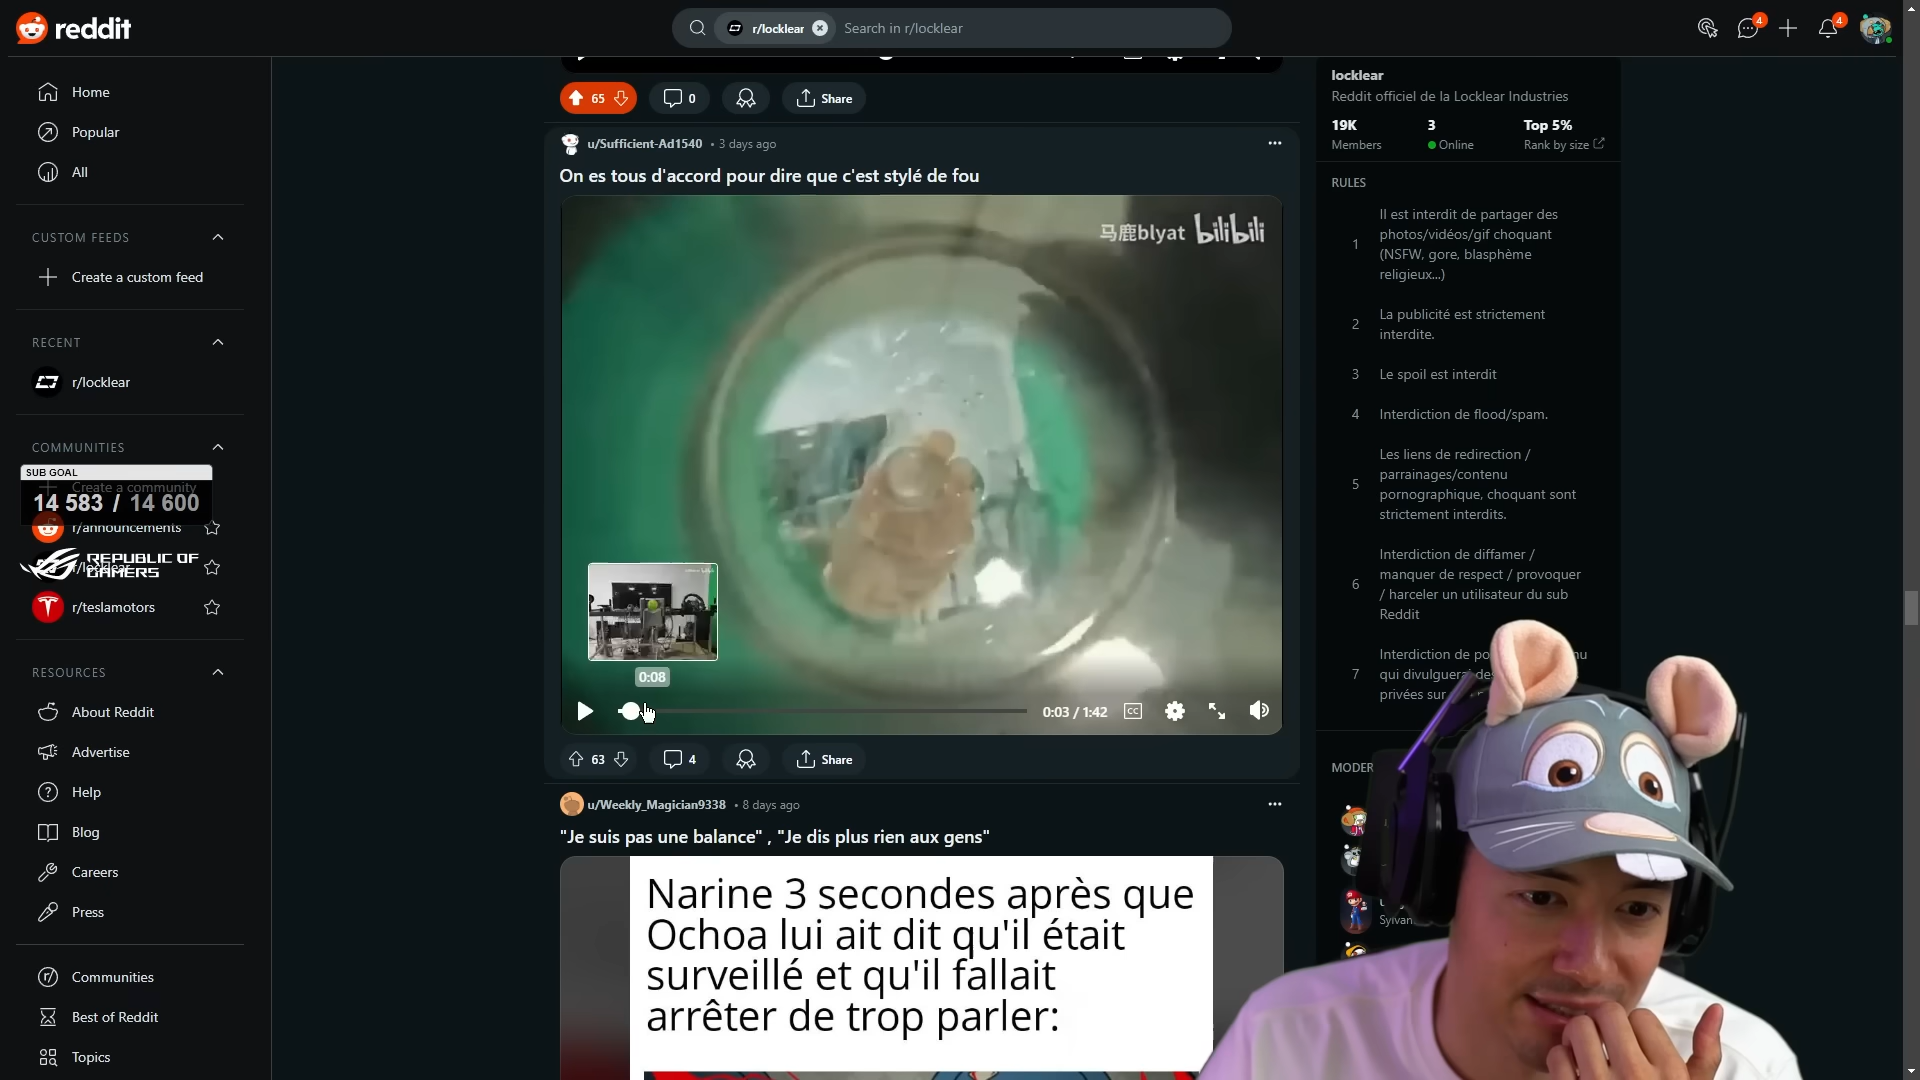 reddit
r/locklear
Search in r/locklear
4
4
Home
Popular
All
CUSTOM FEEDS
Create a custom feed
RECENT
r/locklear
COMMUNITIES
SUB GOAL
Create a community
14 583 / 14 600
r/announcements
REPUBLIC OF
GAMERS
r/locklear
r/teslamotors
RESOURCES
About Reddit
Advertise
Help
Blog
Careers
Press
Communities
Best of Reddit
Topics
65
0
Share
u/Sufficient-Ad1540 • 3 days ago
On es tous d'accord pour dire que c'est stylé de fou
马鹿blyat bilibili
0:08
0:03 / 1:42
CC
63
4
Share
u/Weekly_Magician9338 • 8 days ago
"Je suis pas une balance" , "Je dis plus rien aux gens"
Narine 3 secondes après que
Ochoa lui ait dit qu'il était
surveillé et qu'il fallait
arrêter de trop parler:
locklear
Reddit officiel de la Locklear Industries
19K
3
Top 5%
Members
Online
Rank by size
RULES
1
Il est interdit de partager des
photos/vidéos/gif choquant
(NSFW, gore, blasphème
religieux...)
2
La publicité est strictement
interdite.
3
Le spoil est interdit
4
Interdiction de flood/spam.
5
Les liens de redirection /
parrainages/contenu
pornographique, choquant sont
strictement interdits.
6
Interdiction de diffamer /
manquer de respect / provoquer
/ harceler un utilisateur du sub
Reddit
7
Interdiction de
qui divulguera
privées sur
MODER
Sylvan